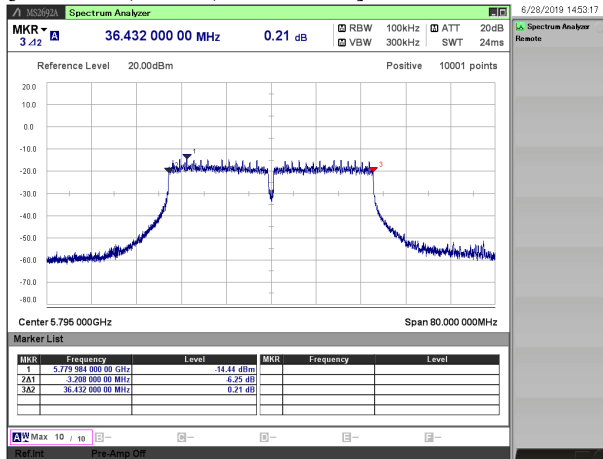 MS2692A Spectrum Analyzer
6/28/2019 14:53:17
MKR A 36.432 000 00 MHz 0.21 dB M RBW 100kHz M ATT 20dB
3 Δ2 M VBW 300kHz SWT 24ms
Spectrum Analyzer
Remote
Reference Level 20.00dBm Positive 10001 points
20.0
10.0
0.0
-10.0
-20.0
-30.0
-40.0
-50.0
-60.0
-70.0
-80.0
1
2
3
Center 5.795 000GHz Span 80.000 000MHz
Marker List
MKR Frequency Level MKR Frequency Level
1 5.779 984 000 00 GHz -14.44 dBm
2Δ1 -3.208 000 00 MHz -6.25 dB
3Δ2 36.432 000 00 MHz 0.21 dB
A W Max 10 / 10 B-- C-- D-- E-- F--
Ref.Int Pre-Amp Off